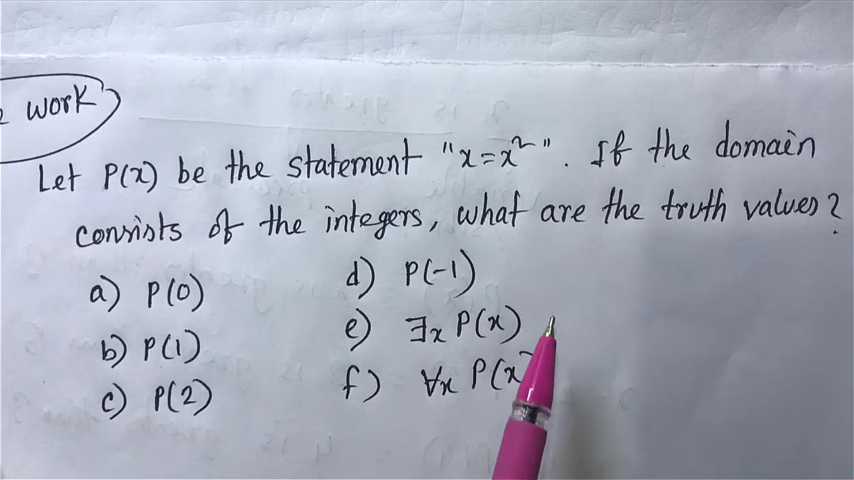 work
Let P(x) be the statement "x=x²". If the domain
consists of the integers, what are the truth values?
a) P(0)
b) P(1)
c) P(2)
d) P(-1)
e) ∃x P(x)
f) ∀x P(x